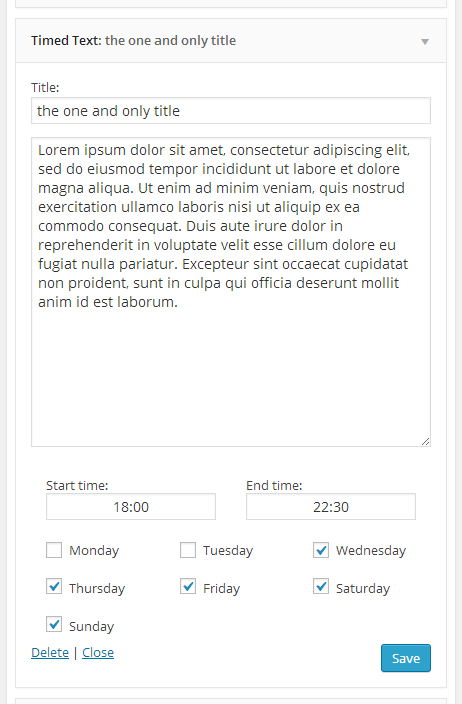 Timed Text: the one and only title
Title:
the one and only title
Lorem ipsum dolor sit amet, consectetur adipiscing elit,
sed do eiusmod tempor incididunt ut labore et dolore
magna aliqua. Ut enim ad minim veniam, quis nostrud
exercitation ullamco laboris nisi ut aliquip ex ea
commodo consequat. Duis aute irure dolor in
reprehenderit in voluptate velit esse cillum dolore eu
fugiat nulla pariatur. Excepteur sint occaecat cupidatat
non proident, sunt in culpa qui officia deserunt mollit
anim id est laborum.
Start time: End time:
18:00 22:30
Monday Tuesday Wednesday
Thursday Friday Saturday
Sunday
Delete | Close Save